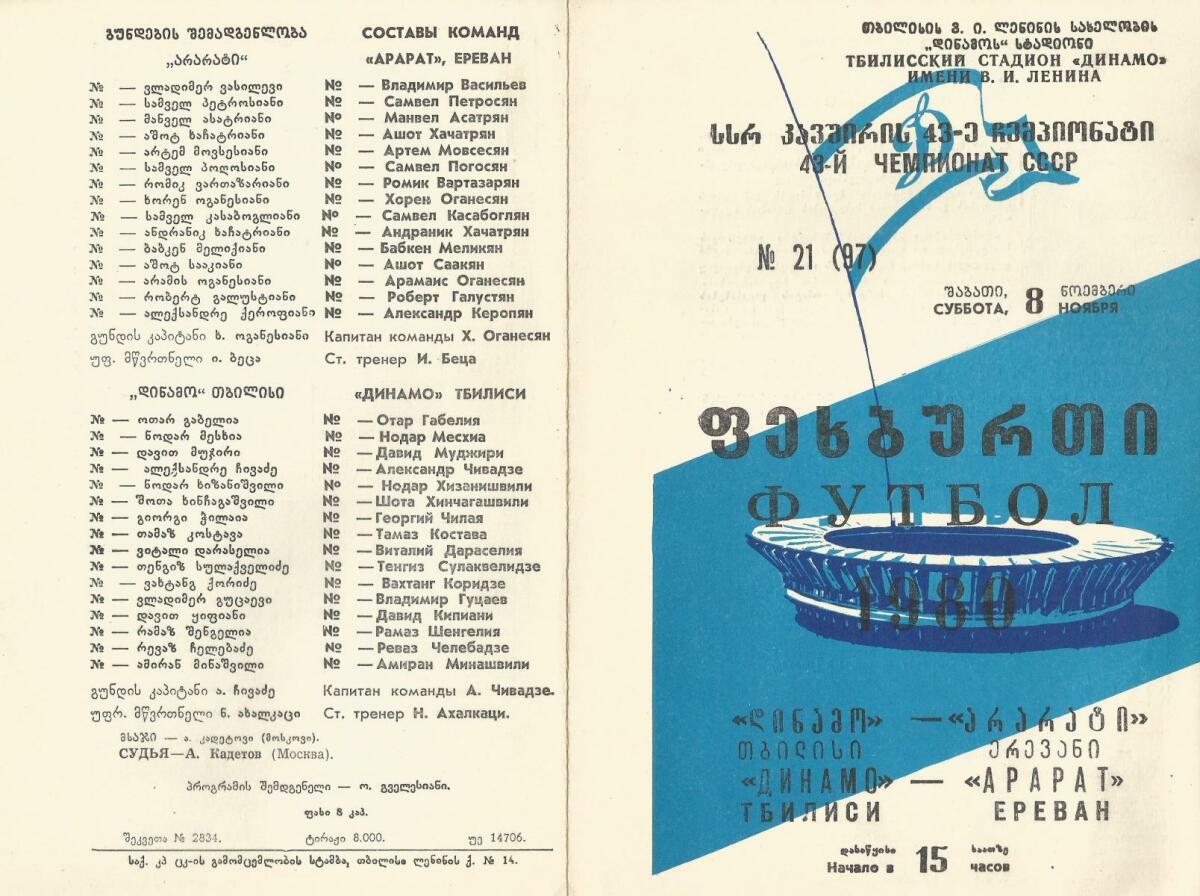 გუნდების შემადგენლობა СОСТАВЫ КОМАНД
„არარატი“ «АРАРАТ», ЕРЕВАН
№ — ვლადიმერ ვასილევი № — Владимир Васильев
№ — სამველ პეტროსიანი № — Самвел Петросян
№ — მანველ ასატრიანი № — Манвел Асатрян
№ — აშოტ ხაჩატრიანი № — Ашот Хачатрян
№ — არტემ მოვსესიანი № — Артем Мовсесян
№ — სამველ პოღოსიანი № — Самвел Погосян
№ — რომიკ ვართაზარიანი № — Ромик Вартазарян
№ — ხორენ ოგანესიანი № — Хорен Оганесян
№ — სამველ კასაბოგლიანი № — Самвел Касабоглян
№ — ანდრანიკ ხაჩატრიანი № — Андраник Хачатрян
№ — ბაბკენ მელიქიანი № — Бабкен Меликян
№ — აშოტ სააკიანი № — Ашот Саакян
№ — არამის ოგანესიანი № — Арамаис Оганесян
№ — რობერტ გალუსტიანი № — Роберт Галустян
№ — ალექსანდრე ქეროფიანი № — Александр Керопян
გუნდის კაპიტანი ხ. ოგანესიანი Капитан команды Х. Оганесян
უფ. მწვრთნელი ი. ბეცა Ст. тренер И. Беца
„დინამო“ თბილისი «ДИНАМО» ТБИЛИСИ
№ — ოთარ გაბელია № — Отар Габелия
№ — ნოდარ მესხია № — Нодар Месхиа
№ — დავით მუჯირი № — Давид Муджири
№ — ალექსანდრე ჩივაძე № — Александр Чивадзе
№ — ნოდარ ხიზანიშვილი № — Нодар Хизанишвили
№ — შოთა ხინჩაგაშვილი № — Шота Хинчагашвили
№ — გიორგი ჭილაია № — Георгий Чилая
№ — თამაზ კოსტავა № — Тамаз Костава
№ — ვიტალი დარასელია № — Виталий Дараселия
№ — თენგიზ სულაქველიძე № — Тенгиз Сулаквелидзе
№ — ვახტანგ ქორიძე № — Вахтанг Коридзе
№ — ვლადიმერ გუცაევი № — Владимир Гуцаев
№ — დავით ყიფიანი № — Давид Кипиани
№ — რამაზ შენგელია № — Рамаз Шенгелия
№ — რევაზ ჩელებაძე № — Реваз Челебадзе
№ — ამირან მინაშვილი № — Амиран Минашвили
გუნდის კაპიტანი ა. ჩივაძე Капитан команды А. Чивадзе.
უფრ. მწვრთნელი ნ. ახალკაცი Ст. тренер Н. Ахалкаци.
მსაჯი — ა. კადეტოვი (მოსკოვი).
СУДЬЯ—А. Кадетов (Москва).
პროგრამის შემდგენელი — ო. გველესიანი.
ფასი 8 კაპ.
შეკვეთა № 2834. ტირაჟი 8.000. უე 14706.
საქ. კპ ცკ-ის გამომცემლობის სტამბა, თბილისი ლენინის ქ. № 14.
თბილისის ვ. ი. ლენინის სახელობის
„დინამოს“ სტადიონი
ТБИЛИССКИЙ СТАДИОН «ДИНАМО»
ИМЕНИ В. И. ЛЕНИНА
სსრ კავშირის 43-ე ჩემპიონატი
43-Й ЧЕМПИОНАТ СССР
№ 21 (97)
შაბათი, 8 ნოემბერი
СУББОТА, НОЯБРЯ
ფეხბურთი
ФУТБОЛ
1980
«დინამო» — «არარატი»
თბილისი ერევანი
«ДИНАМО» — «АРАРАТ»
ТБИЛИСИ ЕРЕВАН
დასაწყისი 15 საათზე
Начало в часов